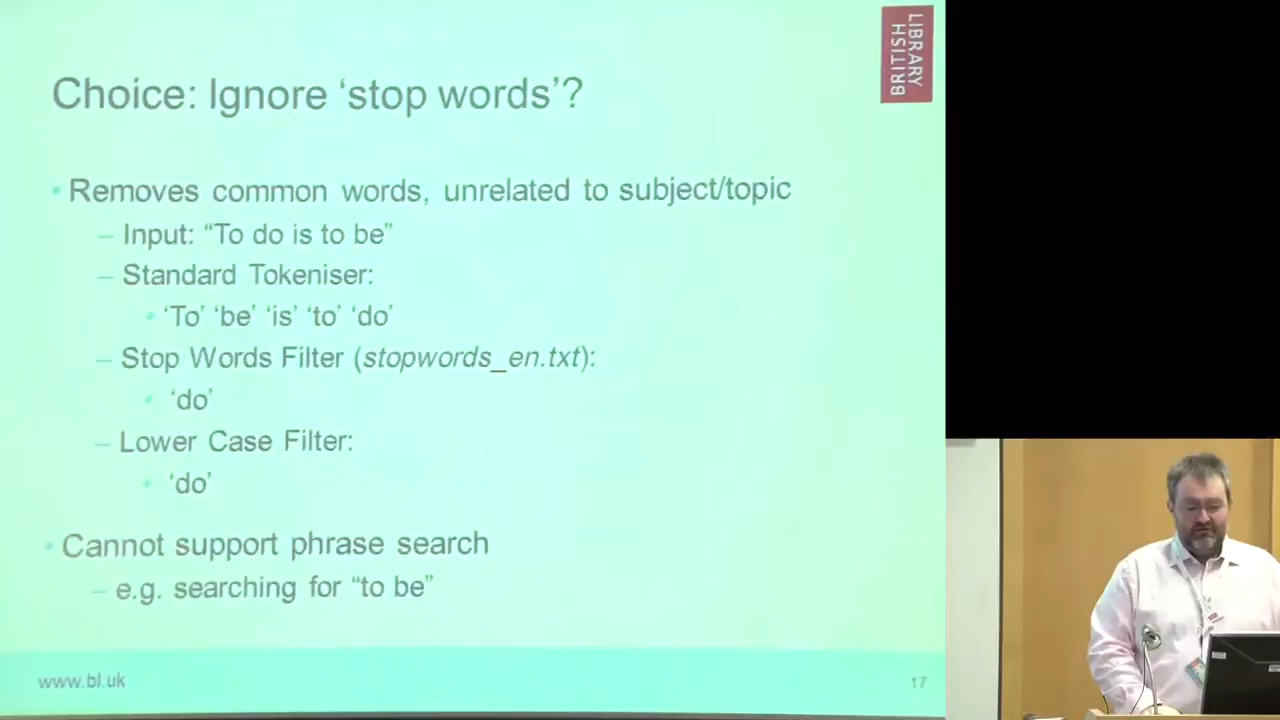 LIBRARY
BRITISH
Choice: Ignore ‘stop words’?
• Removes common words, unrelated to subject/topic
– Input: “To do is to be”
– Standard Tokeniser:
• ‘To’ ‘be’ ‘is’ ‘to’ ‘do’
– Stop Words Filter (stopwords_en.txt):
• ‘do’
– Lower Case Filter:
• ‘do’
• Cannot support phrase search
– e.g. searching for “to be”
www.bl.uk
17